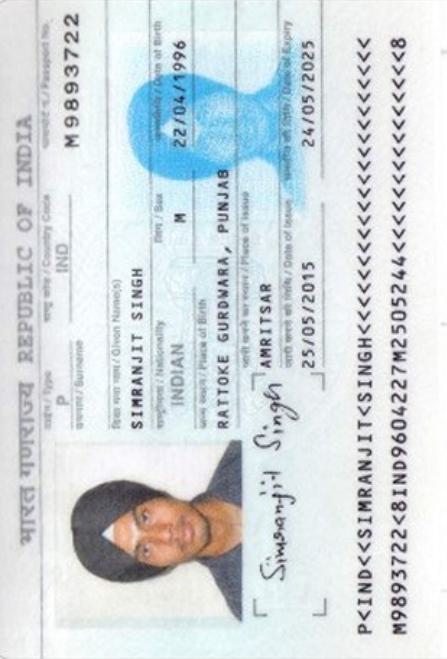 भारत गणराज्य REPUBLIC OF INDIA
टाईप / Type
राष्ट्र कोड / Country Code
पासपोर्ट नं. / Passport No.
P
IND
M9893722
उपनाम / Surname
दिया गया नाम / Given Name(s)
SIMRANJIT SINGH
राष्ट्रीयता / Nationality
लिंग / Sex
जन्मतिथि / Date of Birth
INDIAN
M
22/04/1996
जन्म स्थान / Place of Birth
RATTOKE GURDWARA, PUNJAB
जारी करने का स्थान / Place of Issue
AMRITSAR
जारी करने की तिथि / Date of Issue
समाप्ति की तिथि / Date of Expiry
25/05/2015
24/05/2025
Simranjit Singh
P<IND<<SIMRANJIT<SINGH<<<<<<<<<<<<<<<<<<<<<<
M9893722<8IND9604227M2505244<<<<<<<<<<<<<<<8